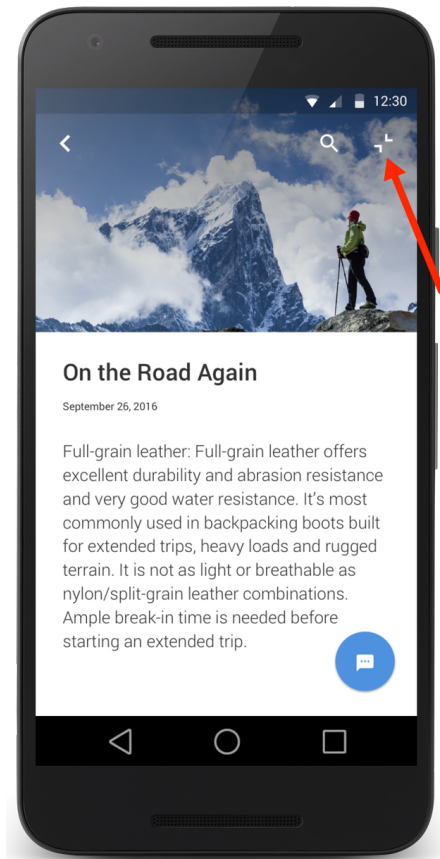 12:30
On the Road Again
September 26, 2016
Full-grain leather: Full-grain leather offers
excellent durability and abrasion resistance
and very good water resistance. It’s most
commonly used in backpacking boots built
for extended trips, heavy loads and rugged
terrain. It is not as light or breathable as
nylon/split-grain leather combinations.
Ample break-in time is needed before
starting an extended trip.